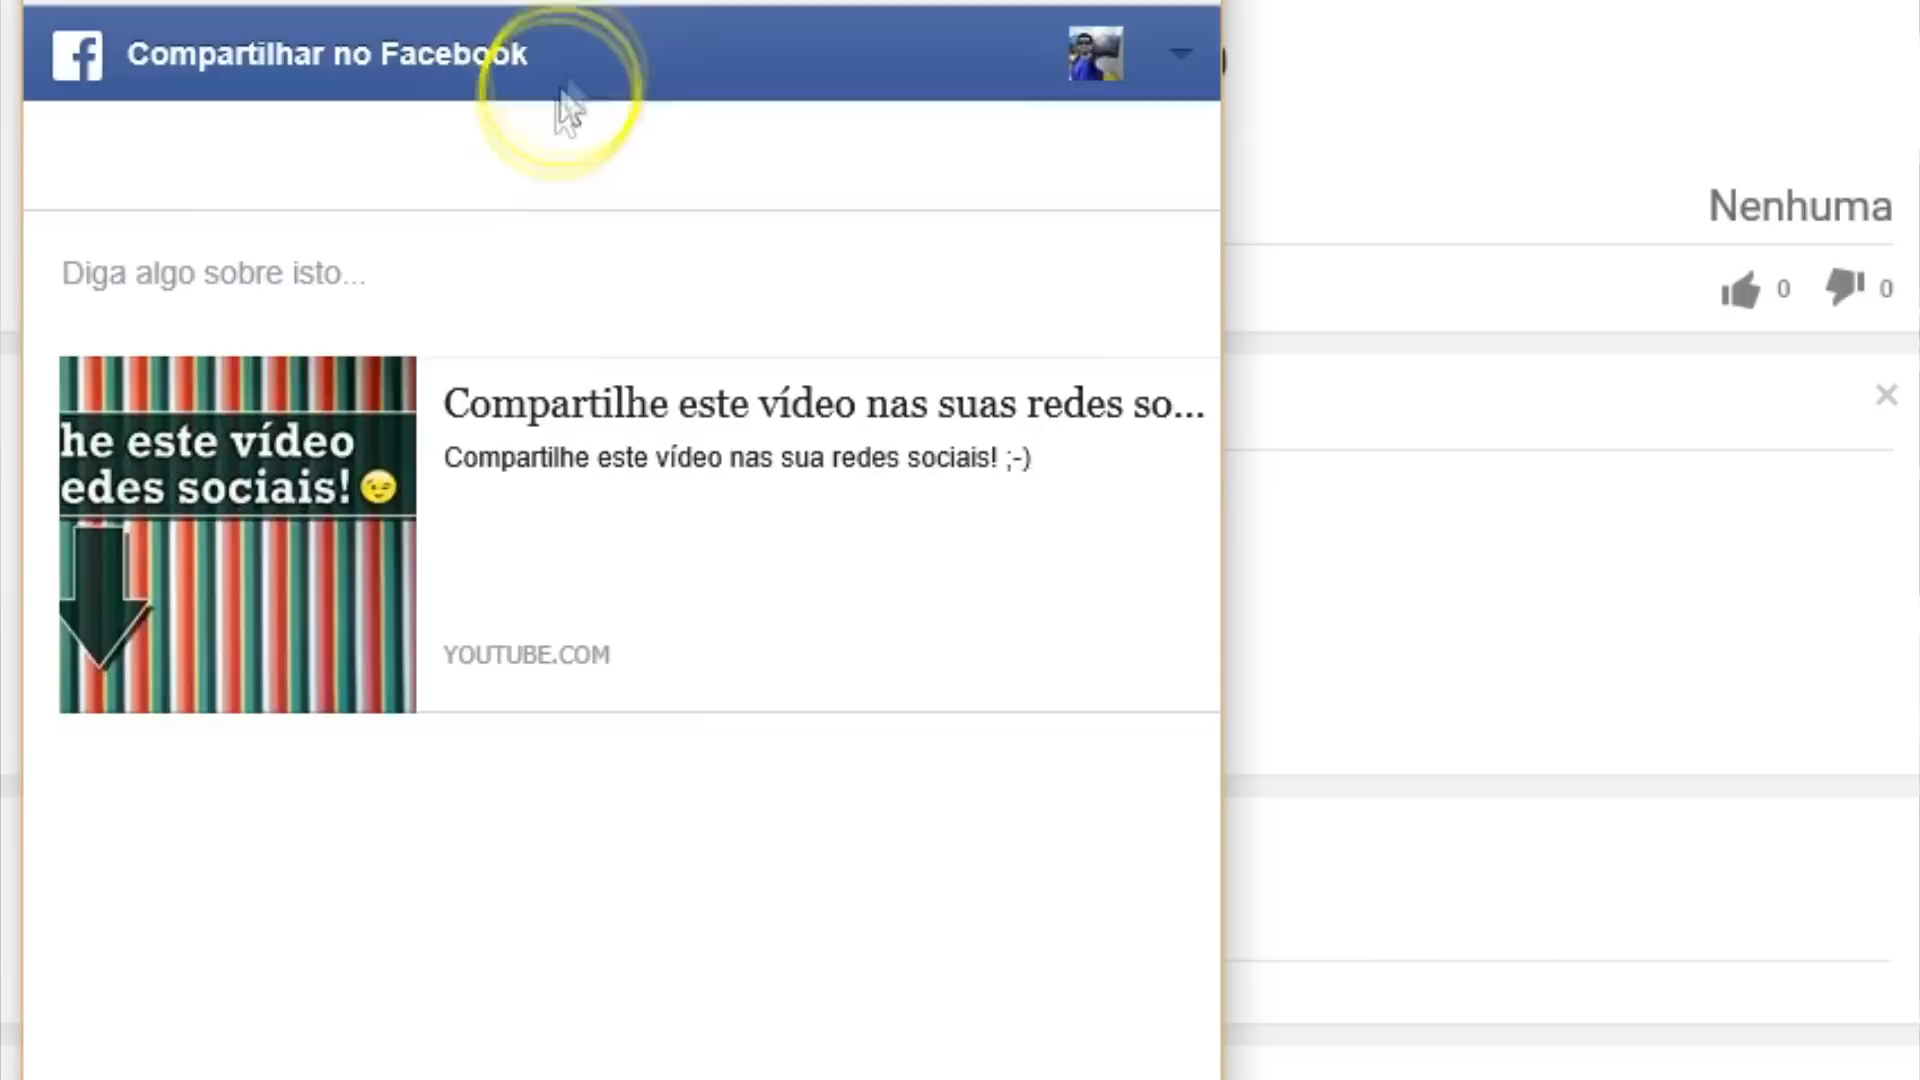 Compartilhar no Facebook
Nenhuma
Diga algo sobre isto...
0 0
he este vídeo
edes sociais!
Compartilhe este vídeo nas suas redes so...
Compartilhe este vídeo nas sua redes sociais! ;-)
YOUTUBE.COM